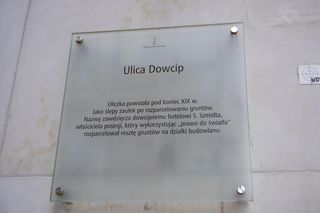 Ulica Dowcip
Uliczka powstała pod koniec XIX w.
Jako ślepy zaułek po rozparcelowaniu gruntów.
Nazwę zawdzięcza dowcipnemu fortelowi S. Szmidta,
właściciela posesji, który wykorzystując „prawo do światła”
rozparcelował resztę gruntów na działki budowlane.